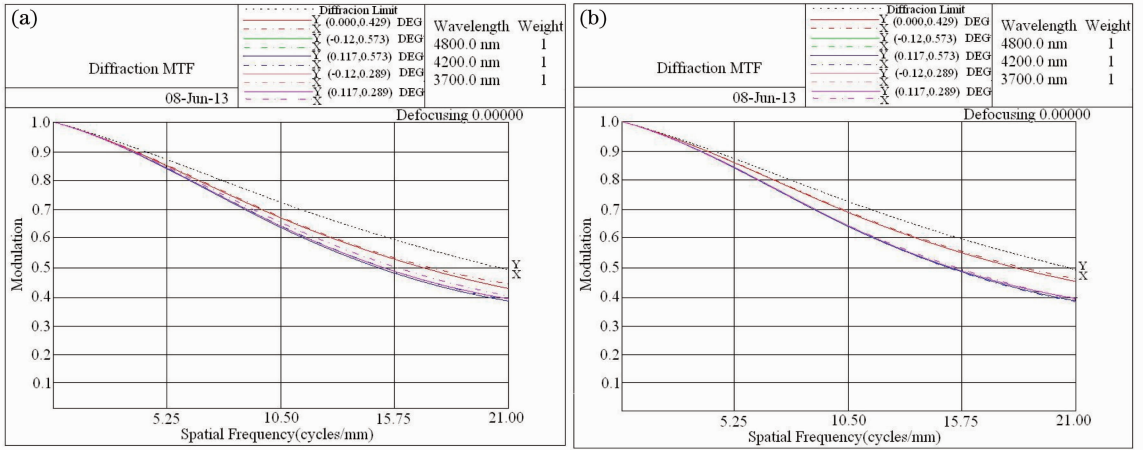 (a)
Diffraction MTF
08-Jun-13
Diffracion Limit
Y (0.000,0.429) DEG
X
Y (-0.12,0.573) DEG
X
Y (0.117,0.573) DEG
X
Y (-0.12,0.289) DEG
X
Y (0.117,0.289) DEG
X
Wavelength Weight
4800.0 nm 1
4200.0 nm 1
3700.0 nm 1
Defocusing 0.00000
1.0
0.9
0.8
0.7
0.6
0.5
0.4
0.3
0.2
0.1
Modulation
Y
X
5.25 10.50 15.75 21.00
Spatial Frequency(cycles/mm)
(b)
Diffraction MTF
08-Jun-13
Diffracion Limit
Y (0.000,0.429) DEG
X
Y (-0.12,0.573) DEG
X
Y (0.117,0.573) DEG
X
Y (-0.12,0.289) DEG
X
Y (0.117,0.289) DEG
X
Wavelength Weight
4800.0 nm 1
4200.0 nm 1
3700.0 nm 1
Defocusing 0.00000
1.0
0.9
0.8
0.7
0.6
0.5
0.4
0.3
0.2
0.1
Modulation
Y
X
5.25 10.50 15.75 21.00
Spatial Frequency(cycles/mm)